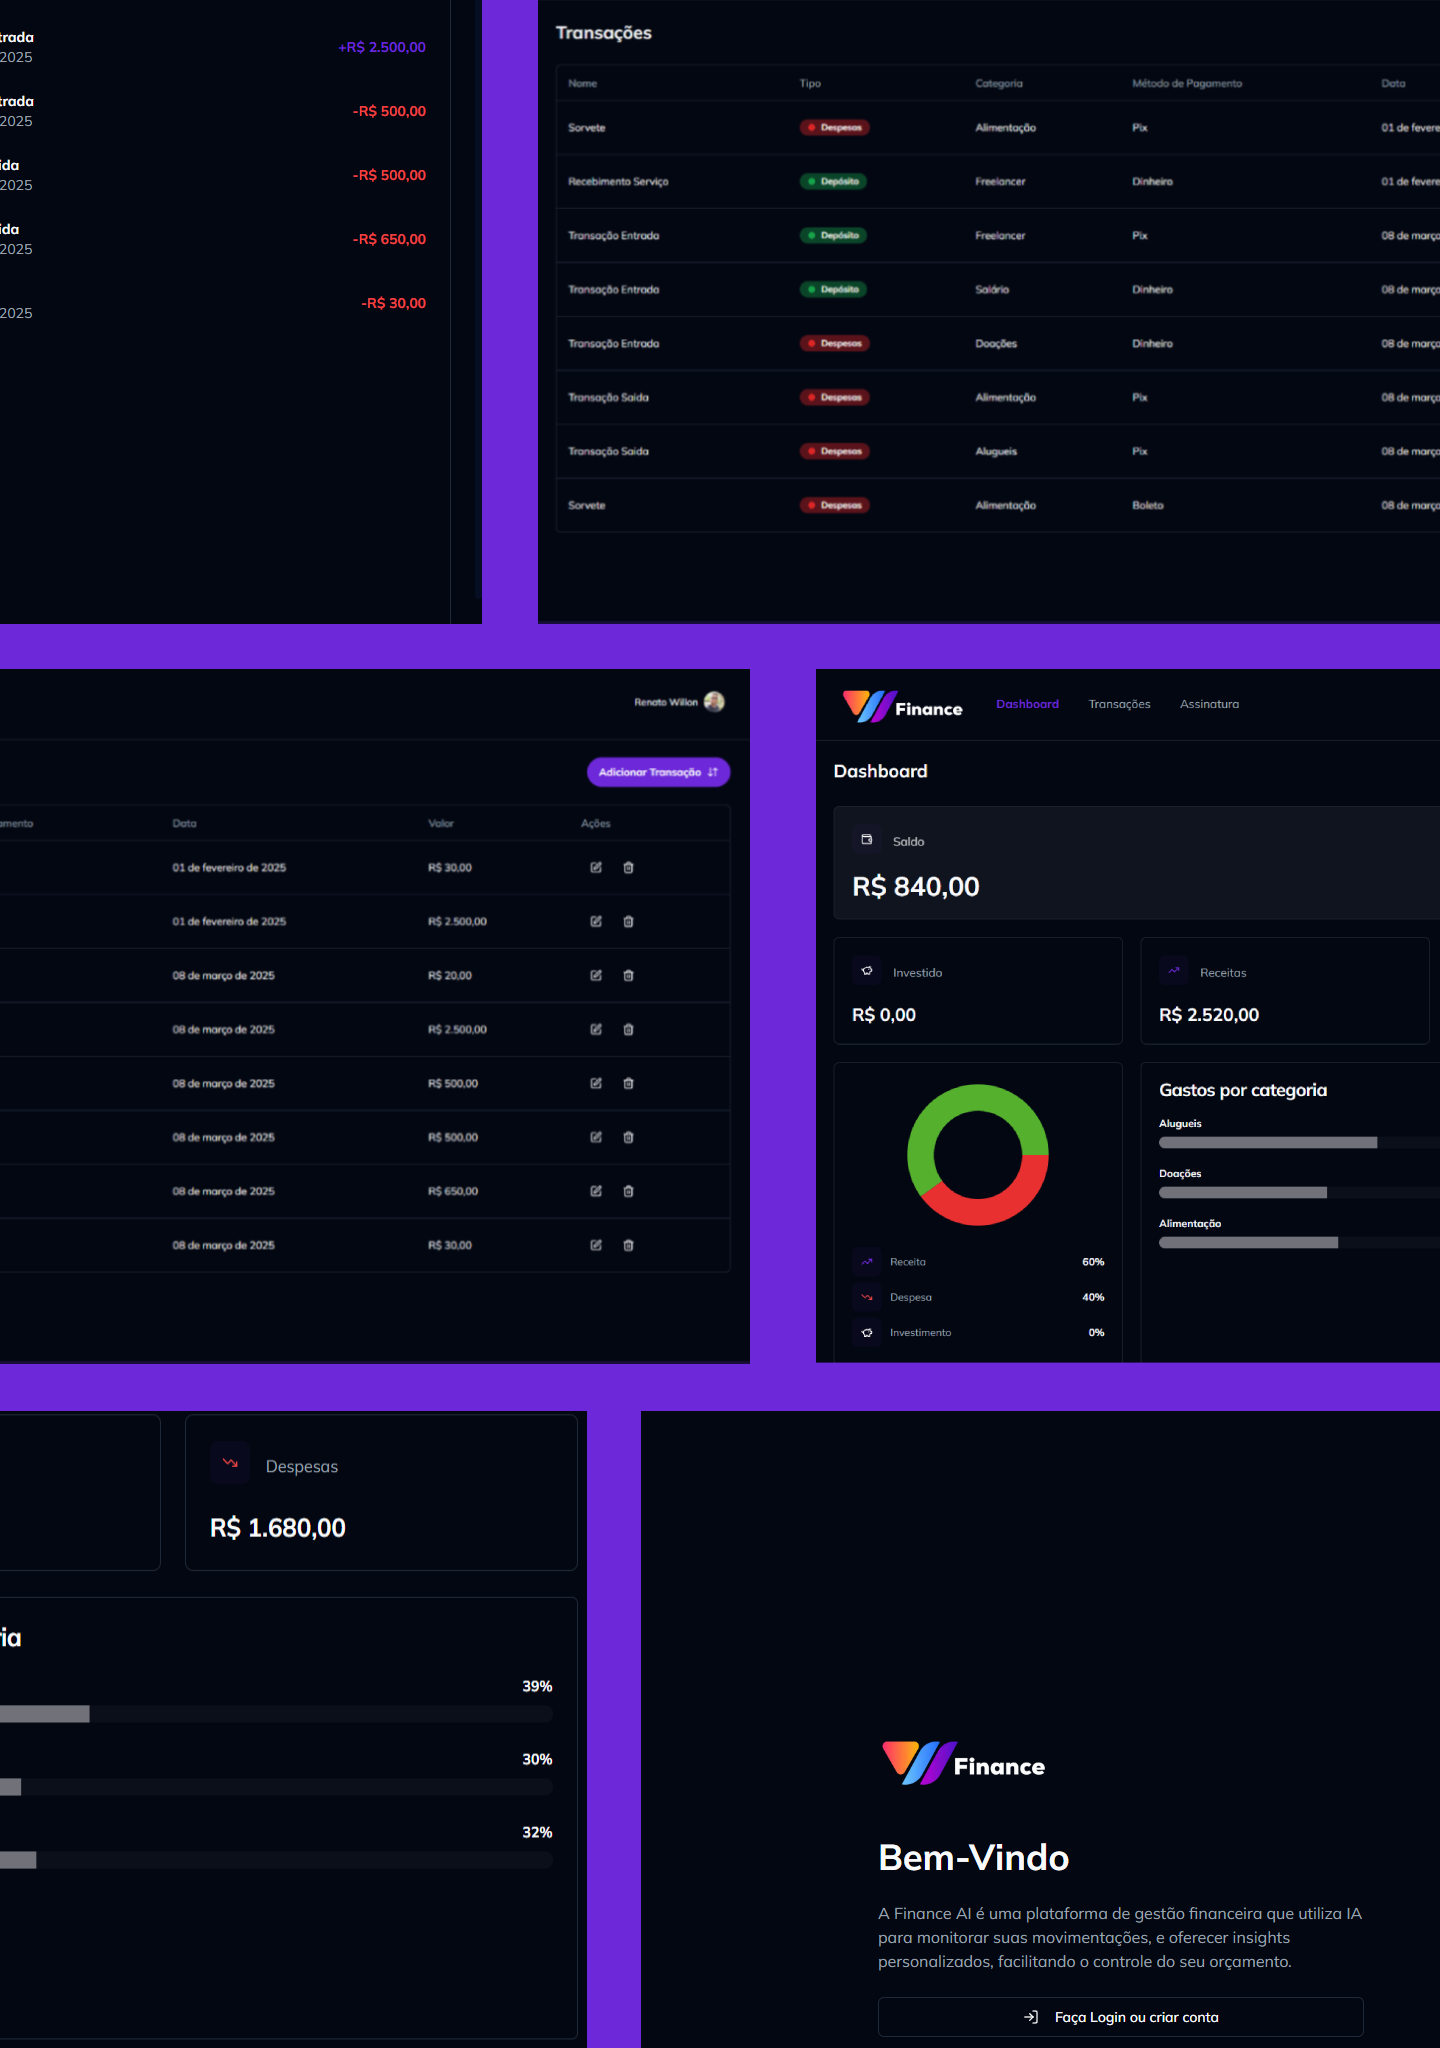 trada
2025
+R$ 2.500,00
trada
2025
-R$ 500,00
ida
2025
-R$ 500,00
ida
2025
-R$ 650,00
2025
-R$ 30,00
Transações
Nome Tipo Categoria Método de Pagamento Data
Sorvete Despesas Alimentação Pix 01 de fevere
Recebimento Serviço Depósito Freelancer Dinheiro 01 de fevere
Transação Entrada Depósito Freelancer Pix 08 de março
Transação Entrada Depósito Salário Dinheiro 08 de março
Transação Entrada Despesas Doações Dinheiro 08 de março
Transação Saida Despesas Alimentação Pix 08 de março
Transação Saida Despesas Alugueis Pix 08 de março
Sorvete Despesas Alimentação Boleto 08 de março
Renato Willon
Adicionar Transação
amento Data Valor Ações
01 de fevereiro de 2025 R$ 30,00
01 de fevereiro de 2025 R$ 2.500,00
08 de março de 2025 R$ 20,00
08 de março de 2025 R$ 2.500,00
08 de março de 2025 R$ 500,00
08 de março de 2025 R$ 500,00
08 de março de 2025 R$ 650,00
08 de março de 2025 R$ 30,00
Finance Dashboard Transações Assinatura
Dashboard
Saldo
R$ 840,00
Investido
R$ 0,00
Receitas
R$ 2.520,00
Receita 60%
Despesa 40%
Investimento 0%
Gastos por categoria
Alugueis
Doações
Alimentação
Despesas
R$ 1.680,00
ria
39%
30%
32%
Finance
Bem-Vindo
A Finance AI é uma plataforma de gestão financeira que utiliza IA
para monitorar suas movimentações, e oferecer insights
personalizados, facilitando o controle do seu orçamento.
Faça Login ou criar conta